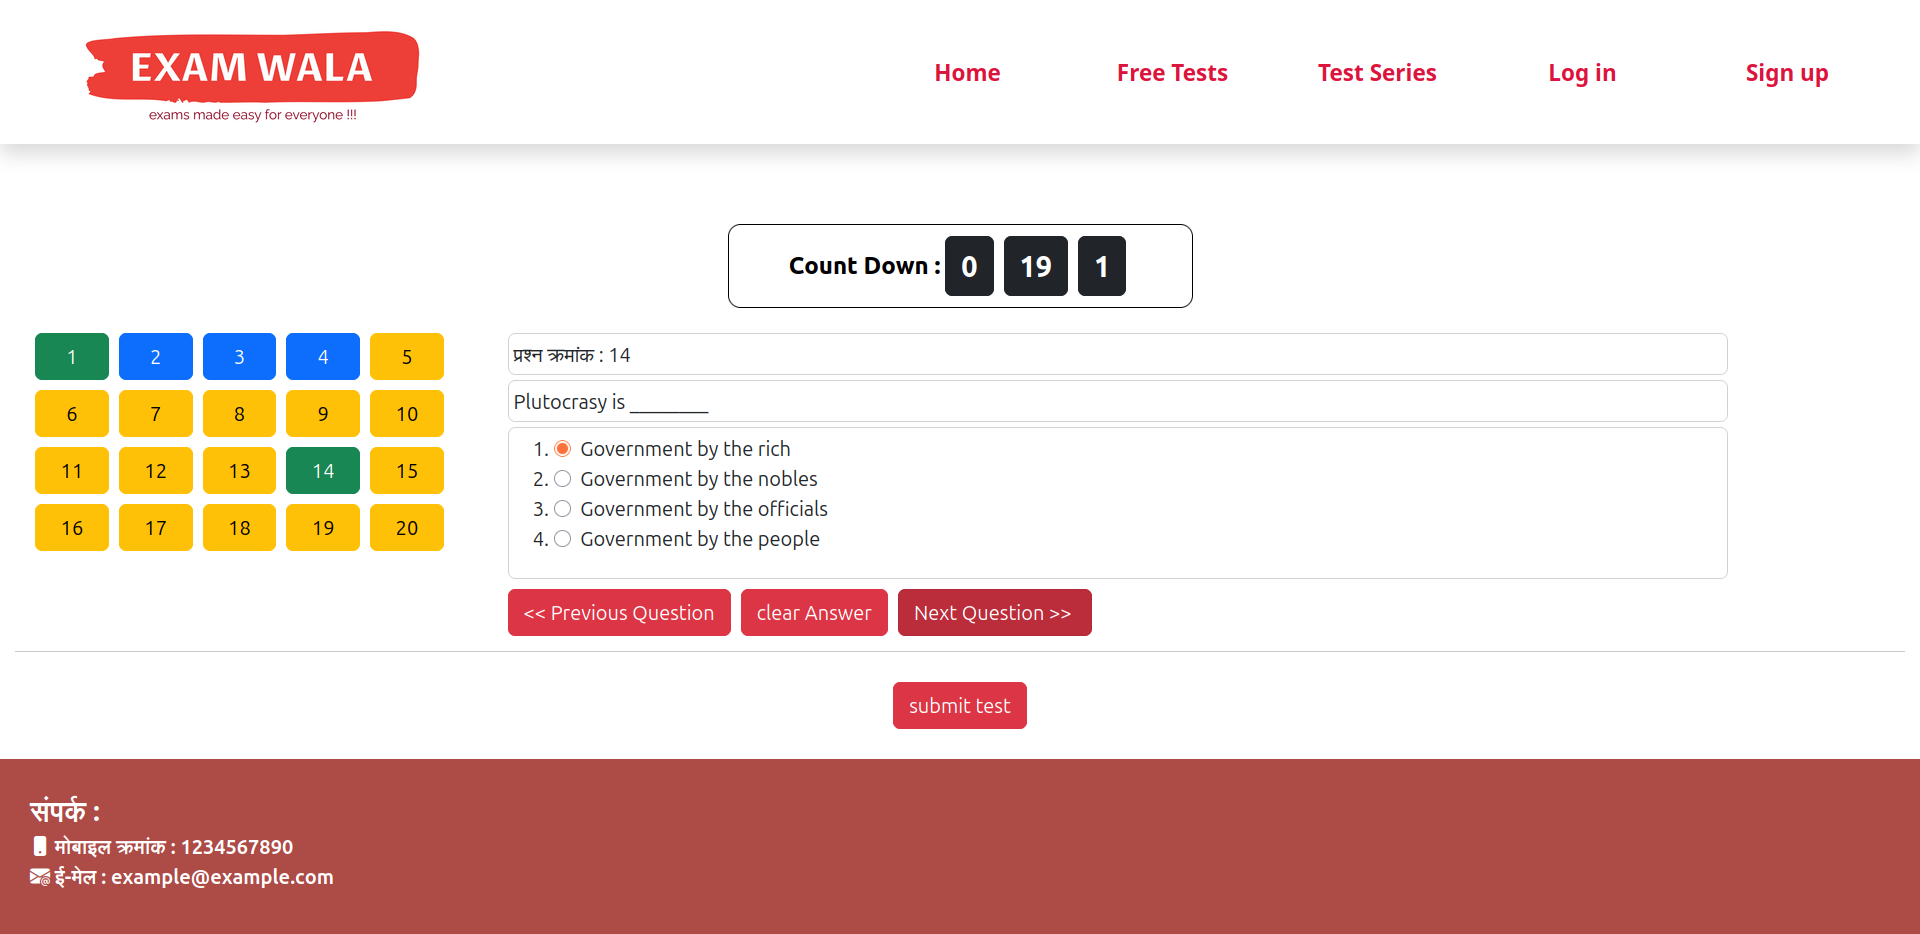 EXAM WALA
exams made easy for everyone !!!
Home Free Tests Test Series Log in Sign up
Count Down : 0 19 1
1 2 3 4 5
6 7 8 9 10
11 12 13 14 15
16 17 18 19 20
प्रश्न क्रमांक : 14
Plutocrasy is ________
1. Government by the rich
2. Government by the nobles
3. Government by the officials
4. Government by the people
<< Previous Question clear Answer Next Question >>
submit test
संपर्क :
मोबाइल क्रमांक : 1234567890
ई-मेल : example@example.com